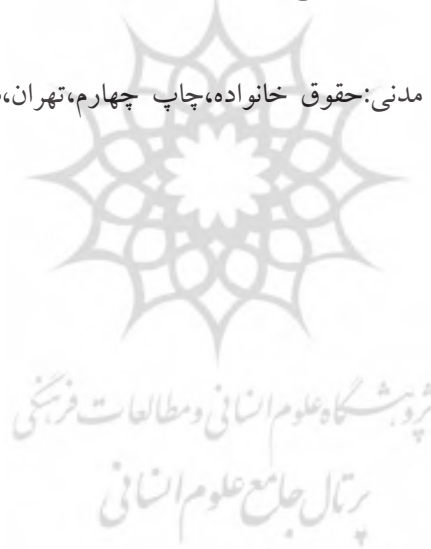 مدنی:حقوق خانواده،چاپ چهارم،تهران،
پژوهشگاه علوم انسانی و مطالعات فرهنگی
پرتال جامع علوم انسانی